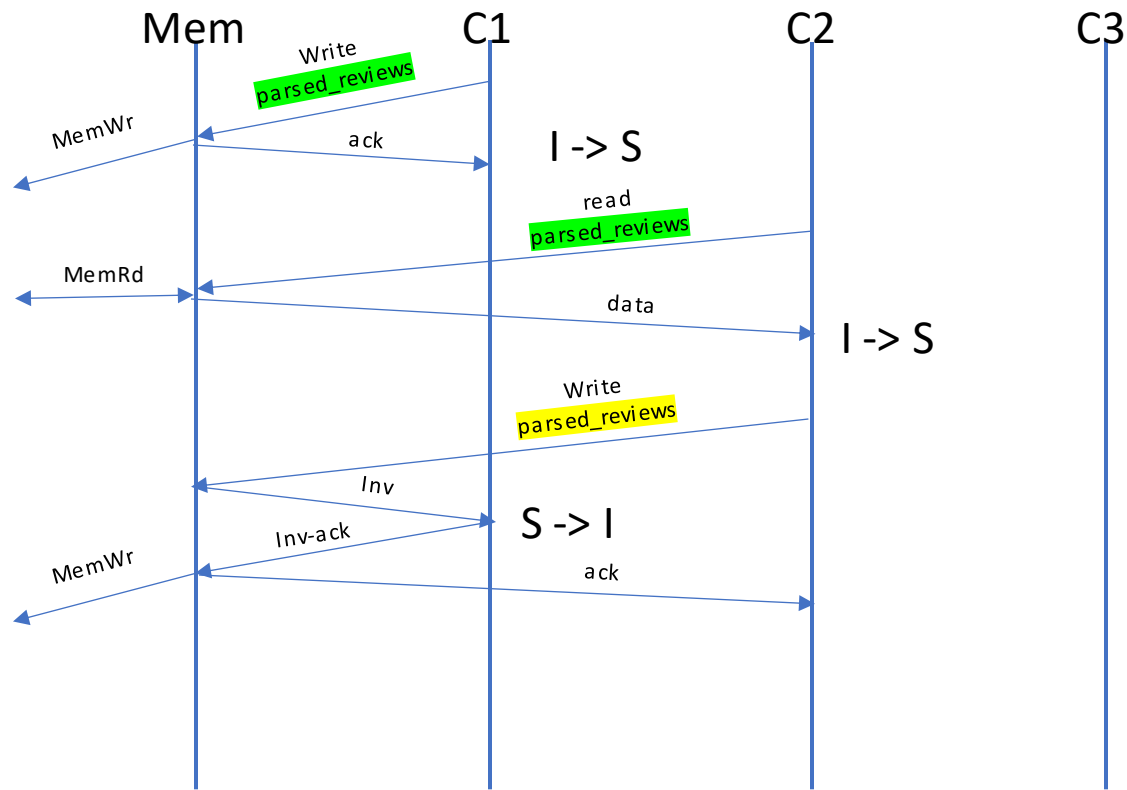 Mem
C1
C2
C3
Write
parsed_reviews
MemWr
ack
I -> S
read
parsed_reviews
MemRd
data
I -> S
Write
parsed_reviews
Inv
S -> I
Inv-ack
MemWr
ack